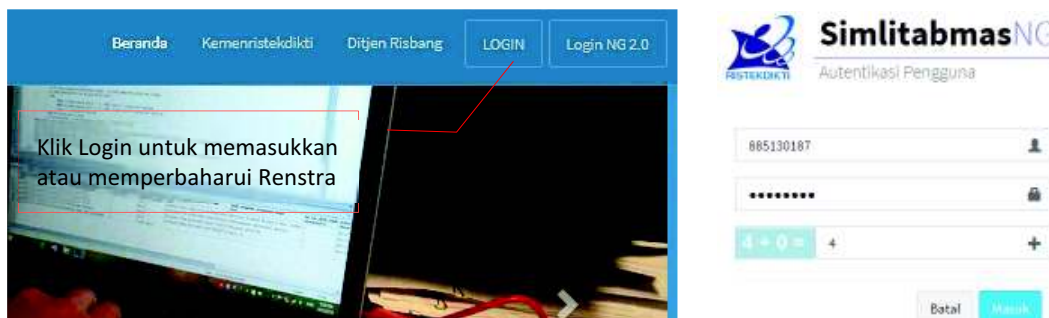 Beranda Kemenristekdikti Ditjen Risbang LOGIN Login NG 2.0
Klik Login untuk memasukkan
atau memperbaharui Renstra
SimlitabmasNG
RISTEKDIKTI
Autentikasi Pengguna
885130187
••••••••
4 + 0 = 4
Batal Masuk